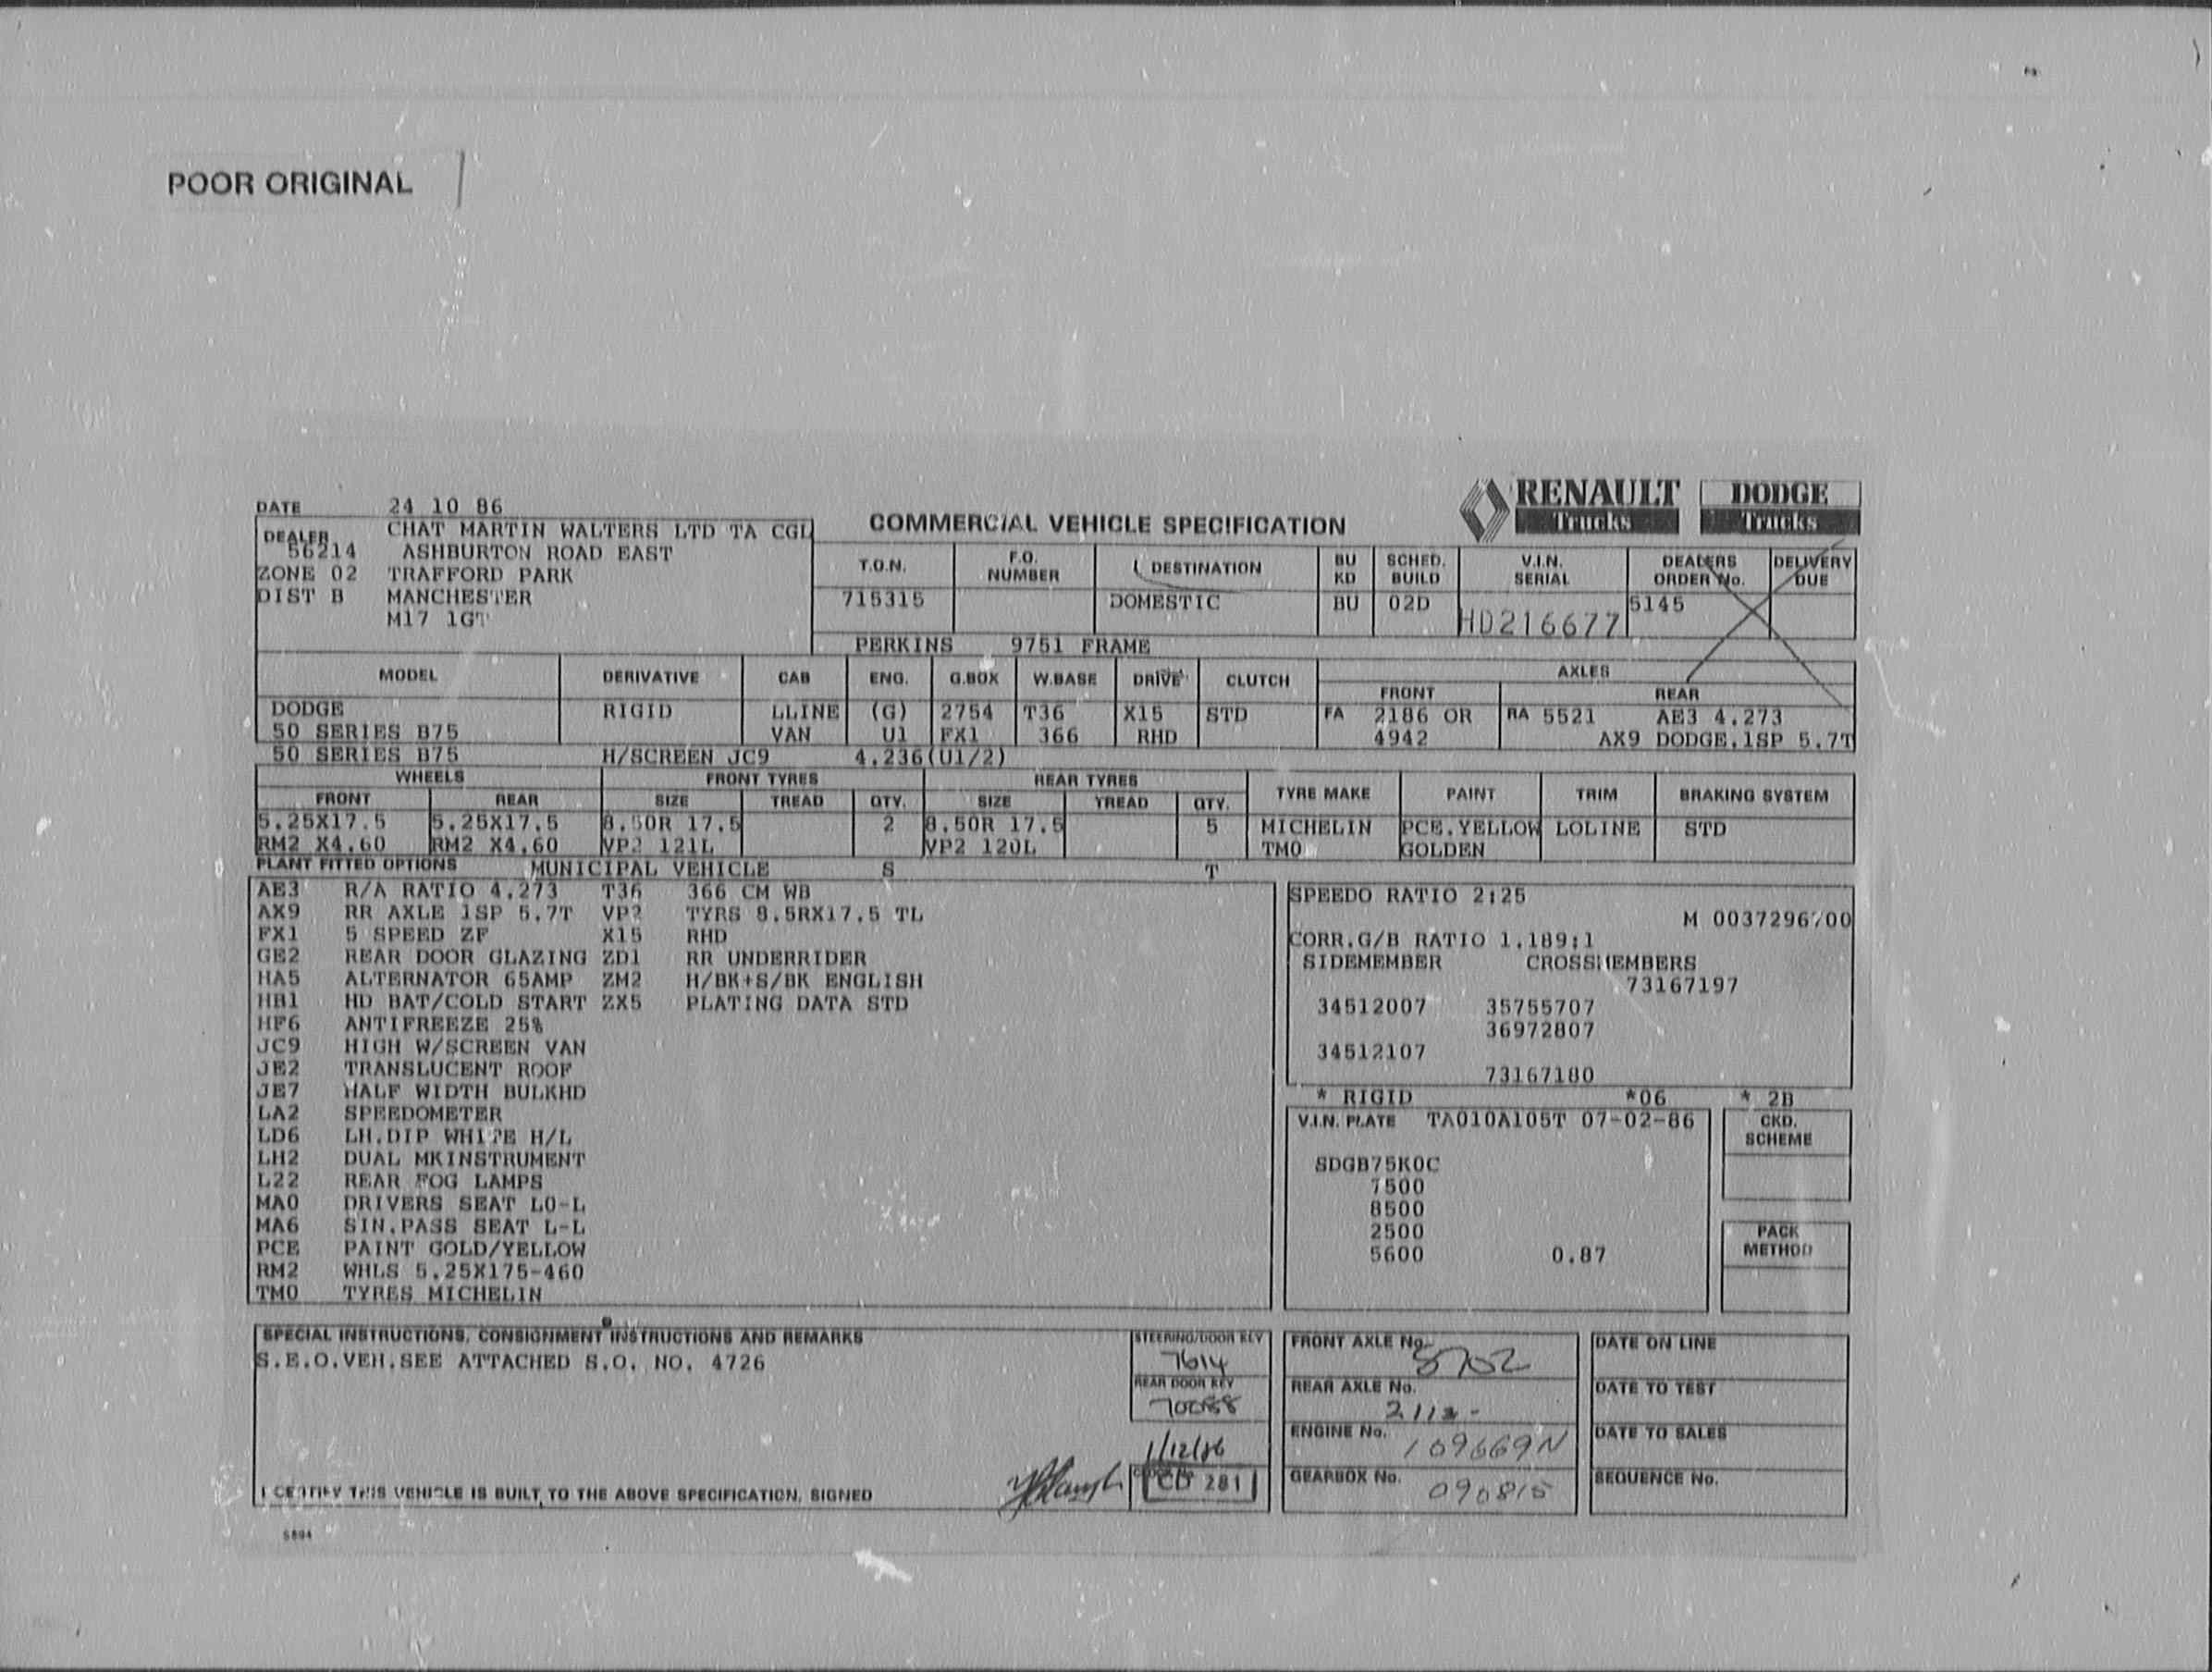 POOR ORIGINAL
RENAULT Trucks DODGE Trucks
DATE 24 10 86
COMMERCIAL VEHICLE SPECIFICATION
DEALER CHAT MARTIN WALTERS LTD TA CGL
56214 ASHBURTON ROAD EAST
ZONE 02 TRAFFORD PARK
DIST B MANCHESTER
M17 1GT
T.O.N. F.O. NUMBER DESTINATION BU KD SCHED. BUILD V.I.N. SERIAL DEALERS ORDER No. DELIVERY DUE
715315 DOMESTIC BU 02D HD216677 5145
PERKINS 9751 FRAME
MODEL DERIVATIVE CAB ENG. G.BOX W.BASE DRIVE CLUTCH AXLES
FRONT REAR
DODGE RIGID LLINE (G) 2754 T36 X15 STD FA 2186 OR RA 5521 AE3 4.273
50 SERIES B75 VAN U1 FX1 366 RHD 4942 AX9 DODGE.1SP 5.7T
50 SERIES B75 H/SCREEN JC9 4.236(U1/2)
WHEELS FRONT TYRES REAR TYRES TYRE MAKE PAINT TRIM BRAKING SYSTEM
FRONT REAR SIZE TREAD QTY. SIZE TREAD QTY.
5.25X17.5 5.25X17.5 8.50R 17.5 2 8.50R 17.5 5 MICHELIN PCE.YELLOW LOLINE STD
RM2 X4.60 RM2 X4.60 VP2 121L VP2 120L TMO GOLDEN
PLANT FITTED OPTIONS MUNICIPAL VEHICLE S T
AE3 R/A RATIO 4.273 T36 366 CM WB
AX9 RR AXLE 1SP 5.7T VP2 TYRS 8.5RX17.5 TL
FX1 5 SPEED ZF X15 RHD
GE2 REAR DOOR GLAZING ZD1 RR UNDERRIDER
HA5 ALTERNATOR 65AMP ZM2 H/BK+S/BK ENGLISH
HB1 HD BAT/COLD START ZX5 PLATING DATA STD
HF6 ANTIFREEZE 25%
JC9 HIGH W/SCREEN VAN
JE2 TRANSLUCENT ROOF
JE7 HALF WIDTH BULKHD
LA2 SPEEDOMETER
LD6 LH.DIP WHITE H/L
LH2 DUAL MKINSTRUMENT
L22 REAR FOG LAMPS
MA0 DRIVERS SEAT LO-L
MA6 SIN.PASS SEAT L-L
PCE PAINT GOLD/YELLOW
RM2 WHLS 5.25X175-460
TMO TYRES MICHELIN
SPEEDO RATIO 2:25
M 0037296700
CORR.G/B RATIO 1.189:1
SIDEMEMBER CROSSMEMBERS
73167197
34512007 35755707
36972807
34512107
73167180
* RIGID *06 * 2B
V.I.N. PLATE TA010A105T 07-02-86
SDGB75K0C
7500
8500
2500
5600 0.87
CKD. SCHEME
PACK METHOD
SPECIAL INSTRUCTIONS, CONSIGNMENT INSTRUCTIONS AND REMARKS
S.E.O.VEH.SEE ATTACHED S.O. NO. 4726
STEERING/DOOR KEY
7614
REAR DOOR KEY
1/12/86
CD 281
I CERTIFY THIS VEHICLE IS BUILT TO THE ABOVE SPECIFICATION, SIGNED
FRONT AXLE No. 5702
REAR AXLE No.
ENGINE No. 109669N
GEARBOX No. 090815
DATE ON LINE
DATE TO TEST
DATE TO SALES
SEQUENCE No.
5894